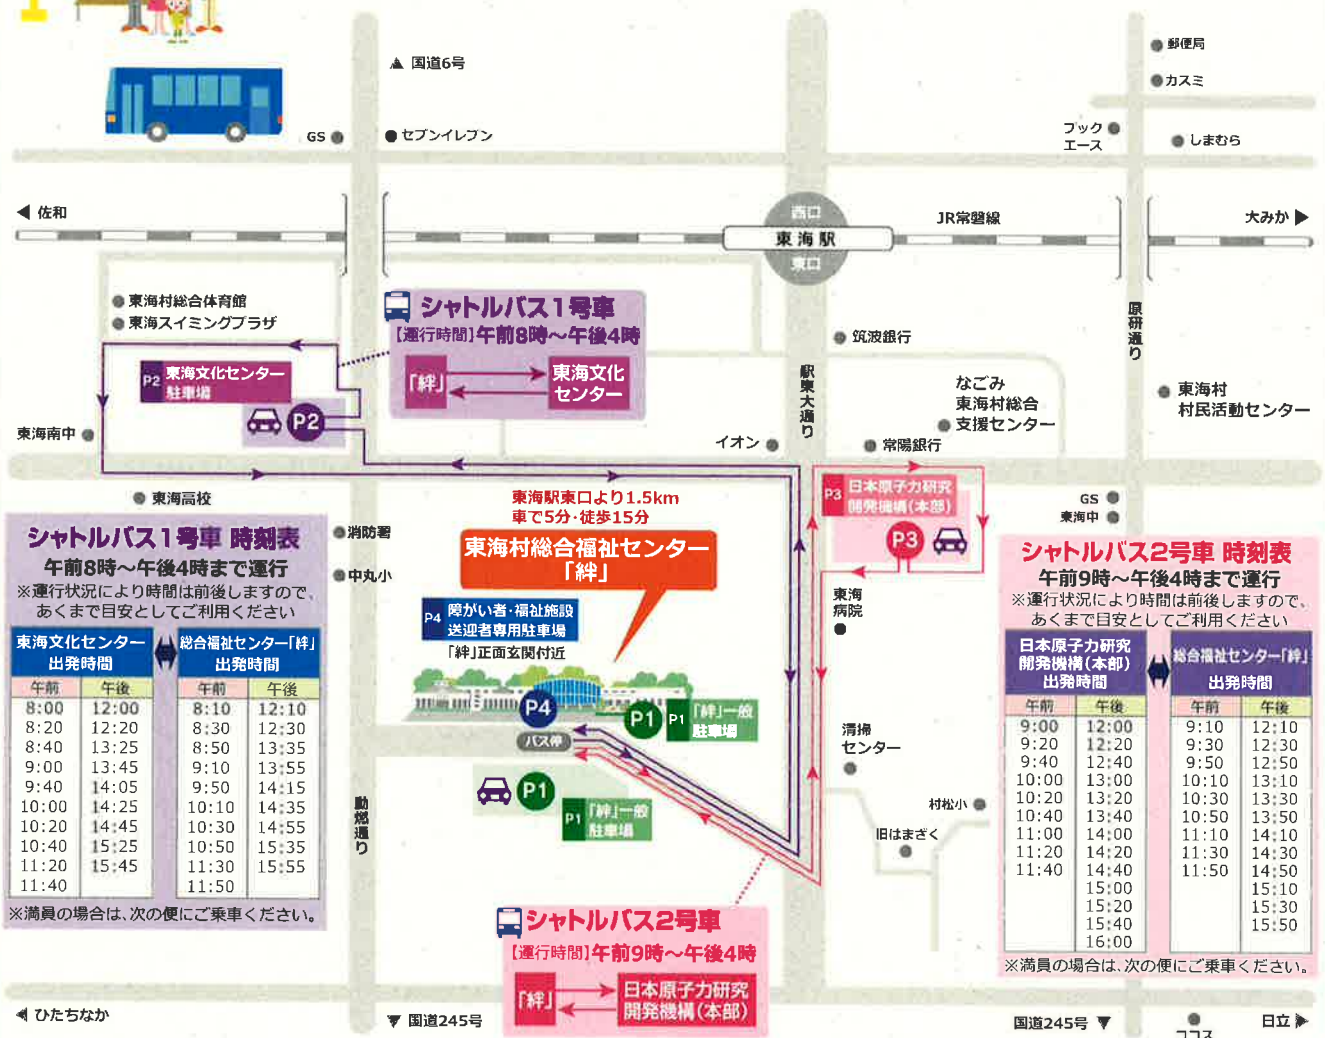 ▲ 国道6号
GS
セブンイレブン
郵便局
カスミ
ブック
エース
しまむら
◀ 佐和
西口
東海駅
東口
JR常磐線
大みか ▶
東海村総合体育館
東海スイミングプラザ
シャトルバス1号車
【運行時間】午前8時～午後4時
「絆」
東海文化
センター
P2 東海文化センター
駐車場
P2
筑波銀行
駅東大通り
原研通り
なごみ
東海村総合
支援センター
東海村
村民活動センター
東海南中
イオン
常陽銀行
東海高校
P3 日本原子力研究
開発機構(本部)
P3
GS
東海中
東海駅東口より1.5km
車で5分・徒歩15分
東海村総合福祉センター
「絆」
消防署
中丸小
P4 障がい者・福祉施設
送迎者専用駐車場
「絆」正面玄関付近
P4
P1
P1 「絆」一般
駐車場
バス停
P1
P1 「絆」一般
駐車場
東海
病院
清掃
センター
村松小
旧はまぎく
動燃通り
シャトルバス1号車 時刻表
午前8時～午後4時まで運行
※運行状況により時間は前後しますので、
あくまで目安としてご利用ください
東海文化センター
出発時間
総合福祉センター「絆」
出発時間
午前 午後 午前 午後
8:00 12:00 8:10 12:10
8:20 12:20 8:30 12:30
8:40 13:25 8:50 13:35
9:00 13:45 9:10 13:55
9:40 14:05 9:50 14:15
10:00 14:25 10:10 14:35
10:20 14:45 10:30 14:55
10:40 15:25 10:50 15:35
11:20 15:45 11:30 15:55
11:40 11:50
※満員の場合は、次の便にご乗車ください。
シャトルバス2号車 時刻表
午前9時～午後4時まで運行
※運行状況により時間は前後しますので、
あくまで目安としてご利用ください
日本原子力研究
開発機構(本部)
出発時間
総合福祉センター「絆」
出発時間
午前 午後 午前 午後
9:00 12:00 9:10 12:10
9:20 12:20 9:30 12:30
9:40 12:40 9:50 12:50
10:00 13:00 10:10 13:10
10:20 13:20 10:30 13:30
10:40 13:40 10:50 13:50
11:00 14:00 11:10 14:10
11:20 14:20 11:30 14:30
11:40 14:40 11:50 14:50
15:00 15:10
15:20 15:30
15:40 15:50
16:00
※満員の場合は、次の便にご乗車ください。
シャトルバス2号車
【運行時間】午前9時～午後4時
「絆」
日本原子力研究
開発機構(本部)
◀ ひたちなか
▼ 国道245号
国道245号 ▼
ココス
日立 ▶